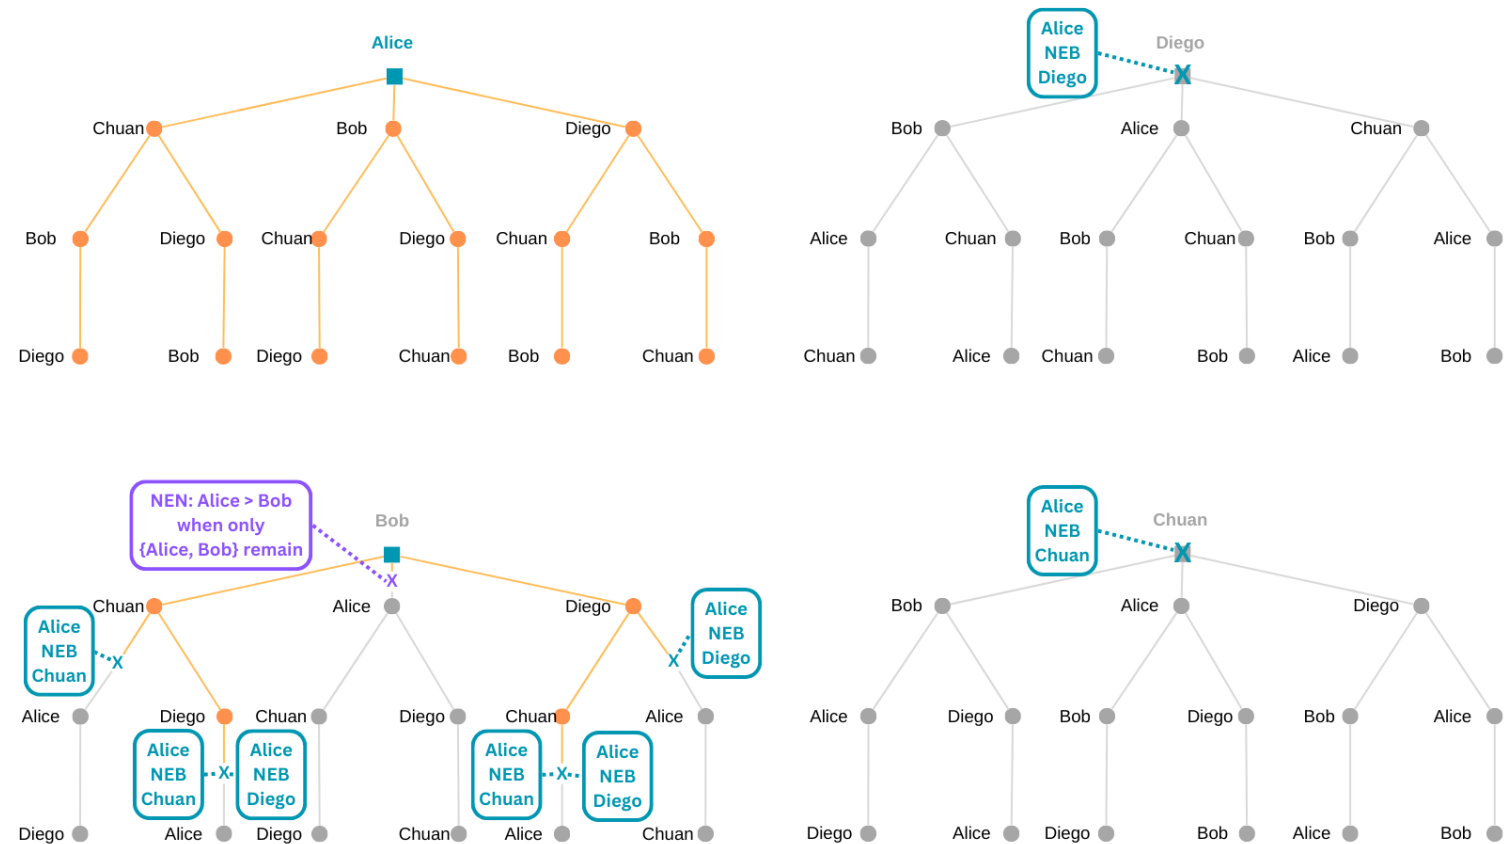 Alice
Chuan
Bob
Diego
Bob
Diego
Chuan
Diego
Chuan
Bob
Diego
Bob
Diego
Chuan
Bob
Chuan
Alice
NEB
Diego
Diego
X
Bob
Alice
Chuan
Alice
Chuan
Bob
Chuan
Bob
Alice
Chuan
Alice
Chuan
Bob
Alice
Bob
NEN: Alice > Bob
when only
{Alice, Bob} remain
Bob
X
Chuan
Alice
Diego
Alice
NEB
Chuan
X
X
Alice
NEB
Diego
Alice
Diego
Chuan
Diego
Chuan
Alice
Alice
NEB
Chuan
X
Alice
NEB
Diego
Alice
NEB
Chuan
X
Alice
NEB
Diego
Diego
Alice
Diego
Chuan
Alice
Chuan
Alice
NEB
Chuan
Chuan
X
Bob
Alice
Diego
Alice
Diego
Bob
Diego
Bob
Alice
Diego
Alice
Diego
Bob
Alice
Bob